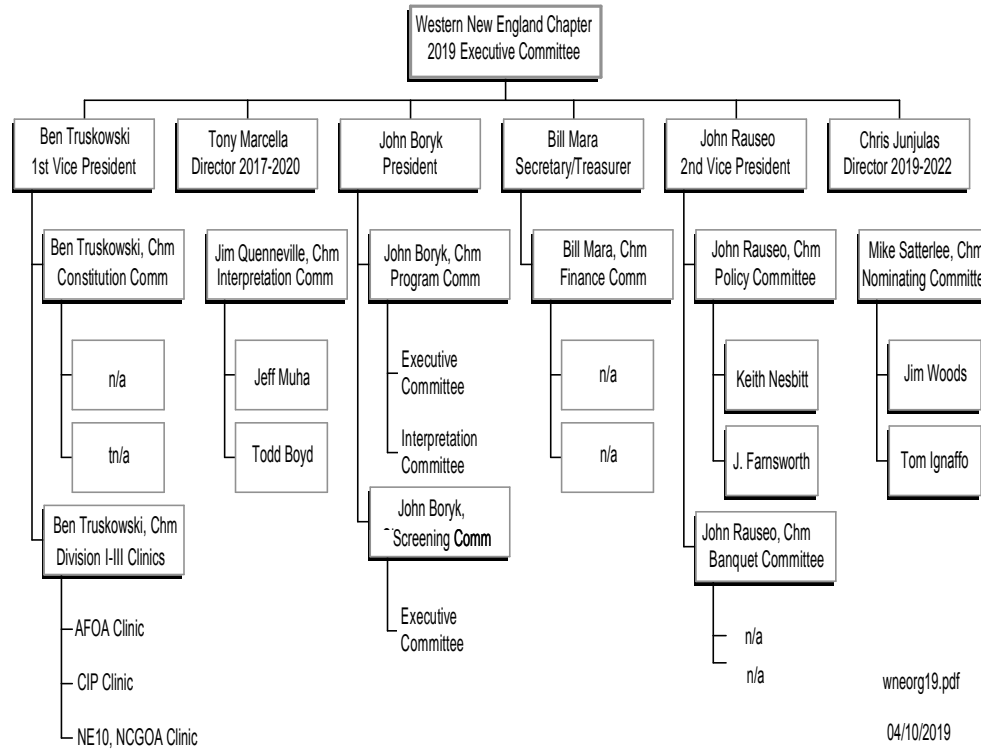 Western New England Chapter
2019 Executive Committee
Ben Truskowski
1st Vice President
Tony Marcella
Director 2017-2020
John Boryk
President
Bill Mara
Secretary/Treasurer
John Rauseo
2nd Vice President
Chris Junjulas
Director 2019-2022
Ben Truskowski, Chm
Constitution Comm
Jim Quenneville, Chm
Interpretation Comm
John Boryk, Chm
Program Comm
Bill Mara, Chm
Finance Comm
John Rauseo, Chm
Policy Committee
Mike Satterlee, Chm
Nominating Committe
n/a
Jeff Muha
Executive
Committee
n/a
Keith Nesbitt
Jim Woods
tn/a
Todd Boyd
Interpretation
Committee
n/a
J. Farnsworth
Tom Ignaffo
Ben Truskowski, Chm
Division I-III Clinics
John Boryk,
Screening Comm
John Rauseo, Chm
Banquet Committee
AFOA Clinic
Executive
Committee
n/a
n/a
CIP Clinic
NE10, NCGOA Clinic
wneorg19.pdf
04/10/2019